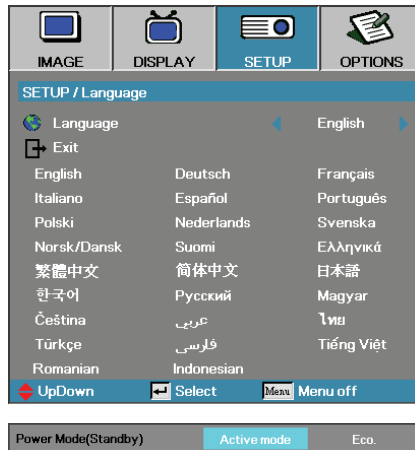 IMAGE DISPLAY SETUP OPTIONS
SETUP / Language
Language English
Exit
English Deutsch Français
Italiano Español Português
Polski Nederlands Svenska
Norsk/Dansk Suomi Ελληνικά
繁體中文 简体中文 日本語
한국어 Русский Magyar
Čeština عربي ไทย
Türkçe فارسی Tiếng Việt
Romanian Indonesian
UpDown Select Menu Menu off
Power Mode(Standby) Active mode Eco.